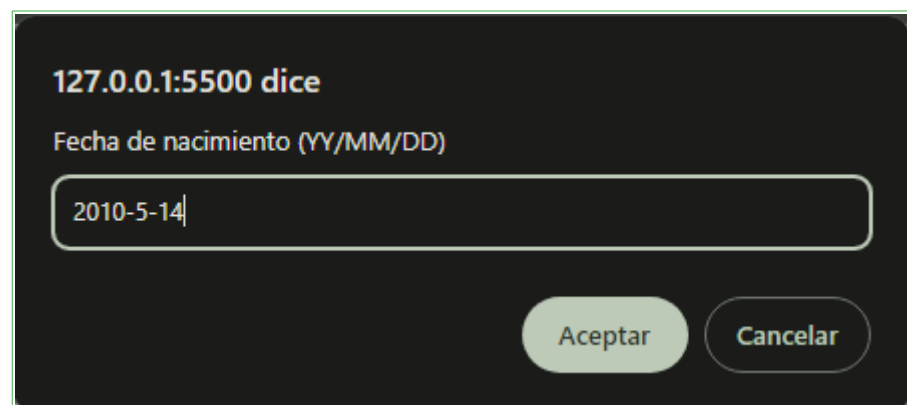 127.0.0.1:5500 dice
Fecha de nacimiento (YY/MM/DD)
2010-5-14
Aceptar
Cancelar